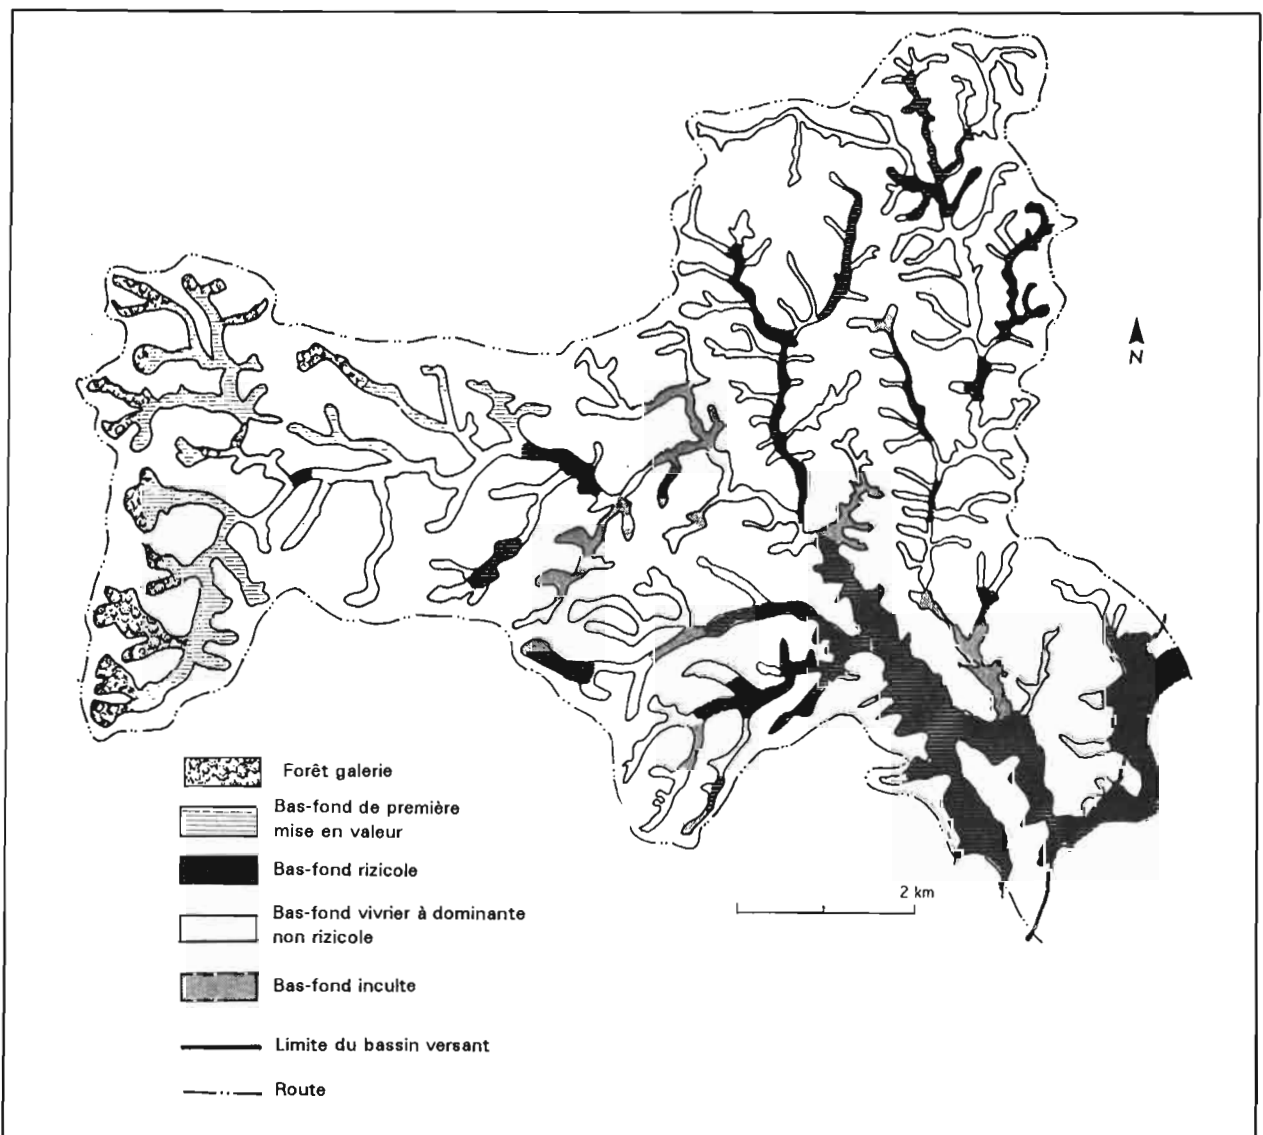 N
Forêt galerie
Bas-fond de première
mise en valeur
Bas-fond rizicole
2 km
Bas-fond vivrier à dominante
non rizicole
Bas-fond inculte
Limite du bassin versant
Route